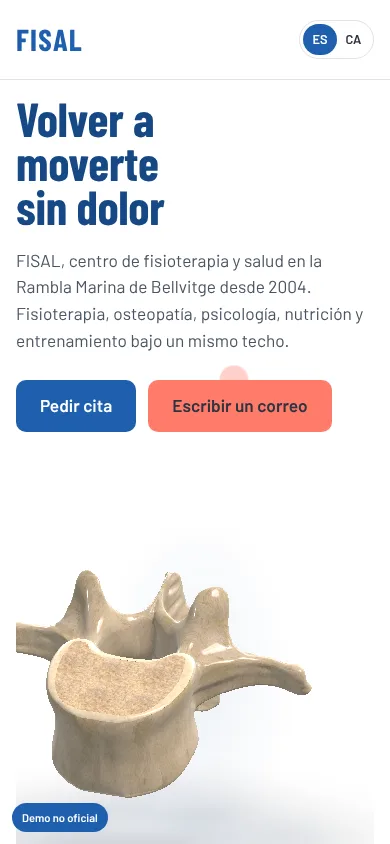 FISAL
ES CA
Volver a
moverte
sin dolor
FISAL, centro de fisioterapia y salud en la
Rambla Marina de Bellvitge desde 2004.
Fisioterapia, osteopatía, psicología, nutrición y
entrenamiento bajo un mismo techo.
Pedir cita Escribir un correo
Demo no oficial